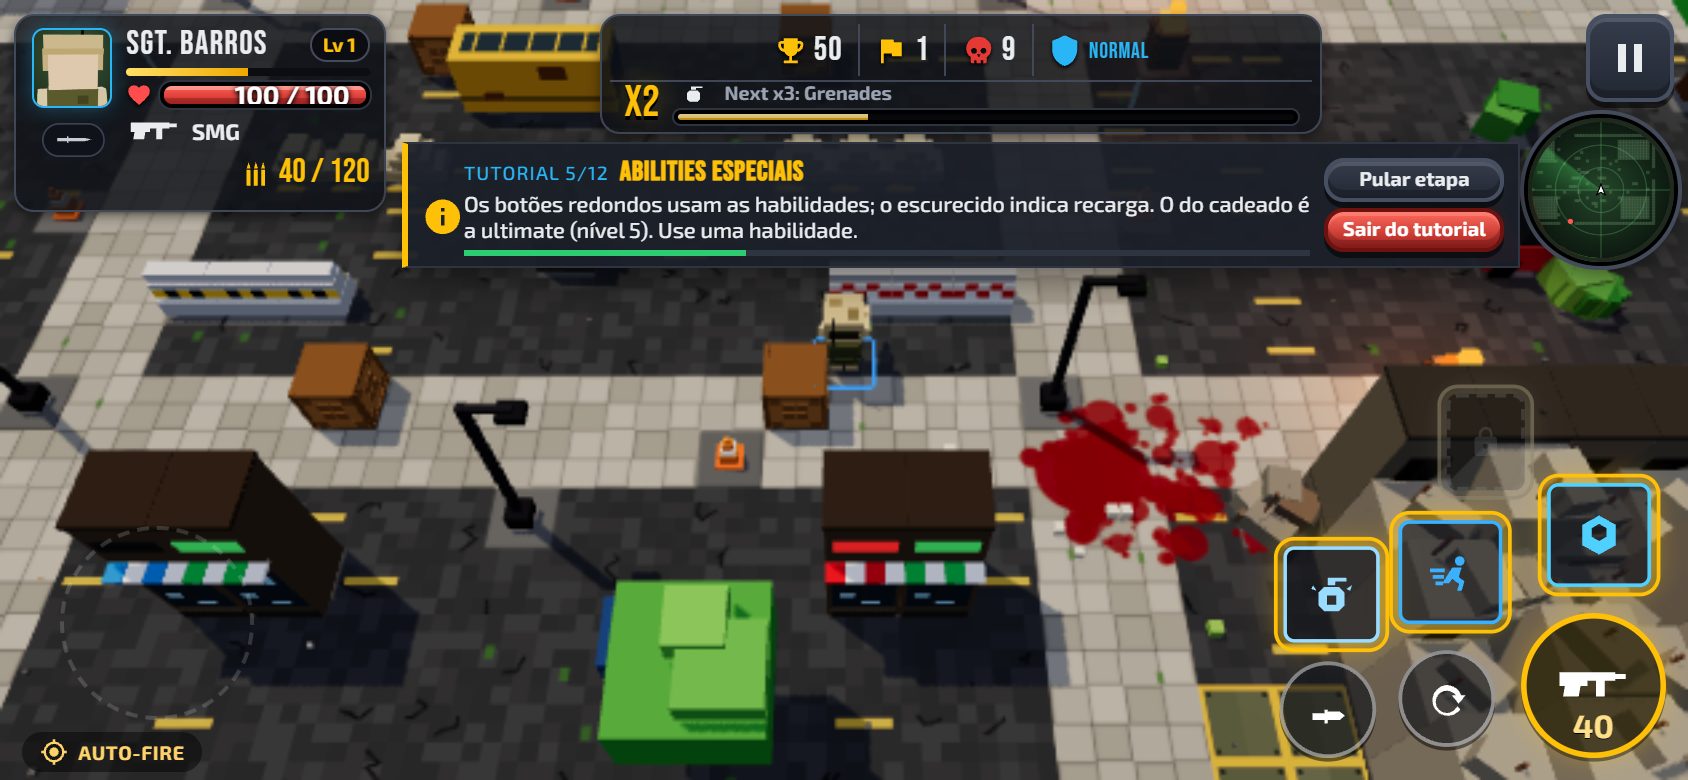 SGT. BARROS
Lv 1
100 / 100
SMG
40 / 120
50
1
9
NORMAL
X2
Next x3: Grenades
TUTORIAL 5/12 ABILITIES ESPECIAIS
Os botões redondos usam as habilidades; o escurecido indica recarga. O do cadeado é
a ultimate (nível 5). Use uma habilidade.
Pular etapa
Sair do tutorial
AUTO-FIRE
40